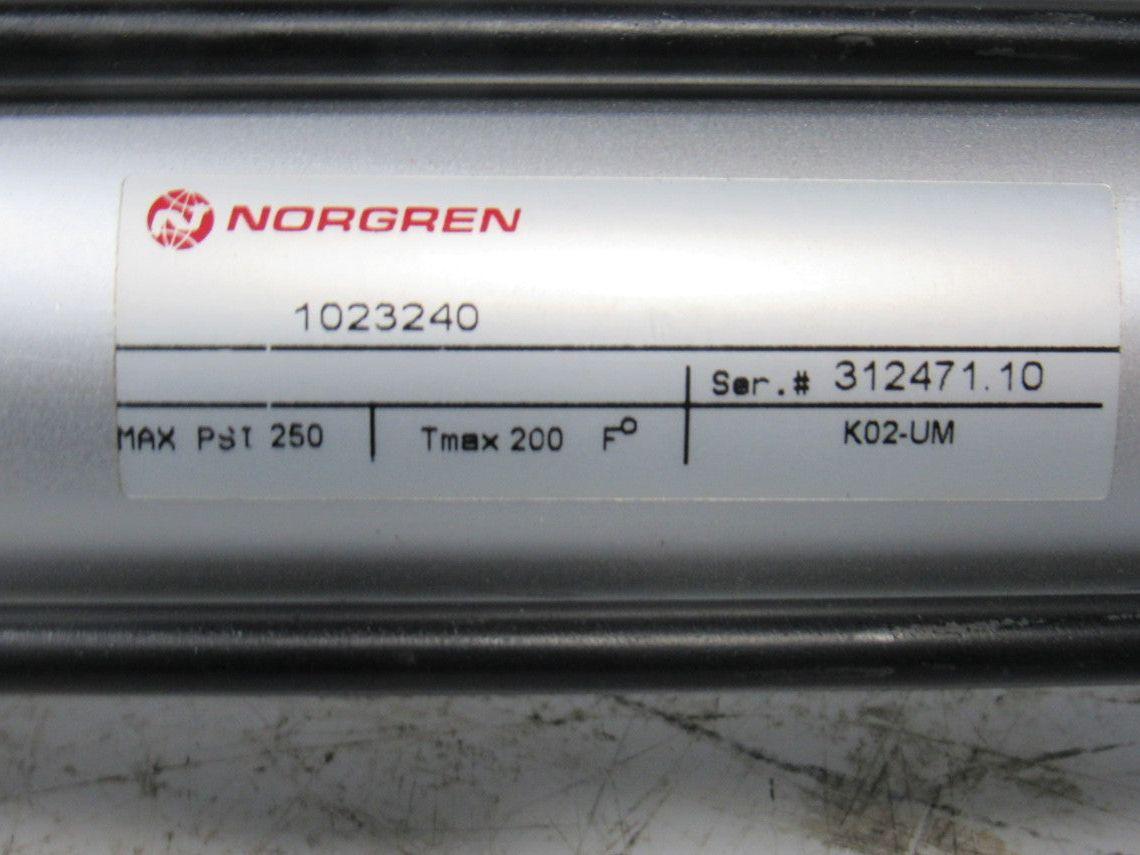 NORGREN
1023240
Ser.# 312471.10
MAX PSI 250 Tmax 200 F° K02-UM